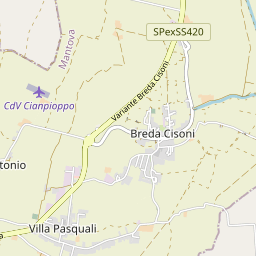 SPexSS420
Mantova
Variante Breda Cisoni
CdV Cianpioppo
Breda Cisoni
tonio
Villa Pasquali